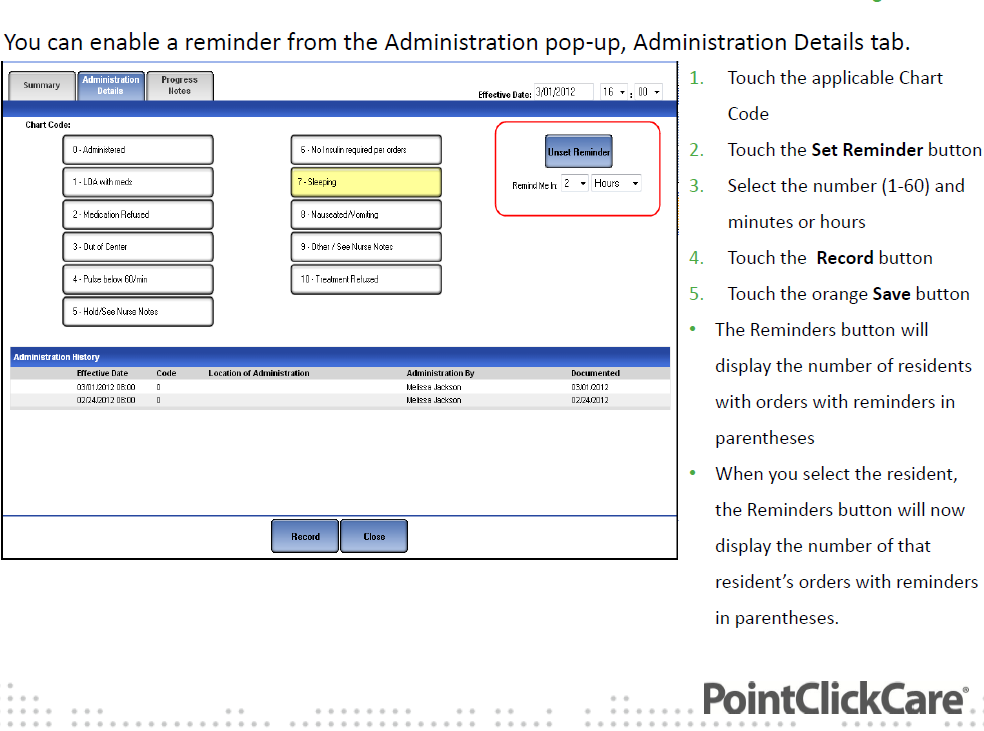 You can enable a reminder from the Administration pop-up, Administration Details tab.
Summary
Administration
Details
Progress
Notes
Effective Date: 3/01/2012 16 : 00
Chart Code:
0 - Administered
1 - LOA with meds
2 - Medication Refused
3 - Out of Center
4 - Pulse below 60/min
5 - Hold/See Nurse Notes
6 - No Insulin required per orders
7 - Sleeping
8 - Nauseated/Vomiting
9 - Other / See Nurse Notes
10 - Treatment Refused
Unset Reminder
Remind Me In: 2 Hours
Administration History
Effective Date Code Location of Administration Administration By Documented
03/01/2012 08:00 0 Melissa Jackson 03/01/2012
02/24/2012 08:00 0 Melissa Jackson 02/24/2012
Record Close
1. Touch the applicable Chart
Code
2. Touch the Set Reminder button
3. Select the number (1-60) and
minutes or hours
4. Touch the Record button
5. Touch the orange Save button
• The Reminders button will
display the number of residents
with orders with reminders in
parentheses
• When you select the resident,
the Reminders button will now
display the number of that
resident’s orders with reminders
in parentheses.
PointClickCare®